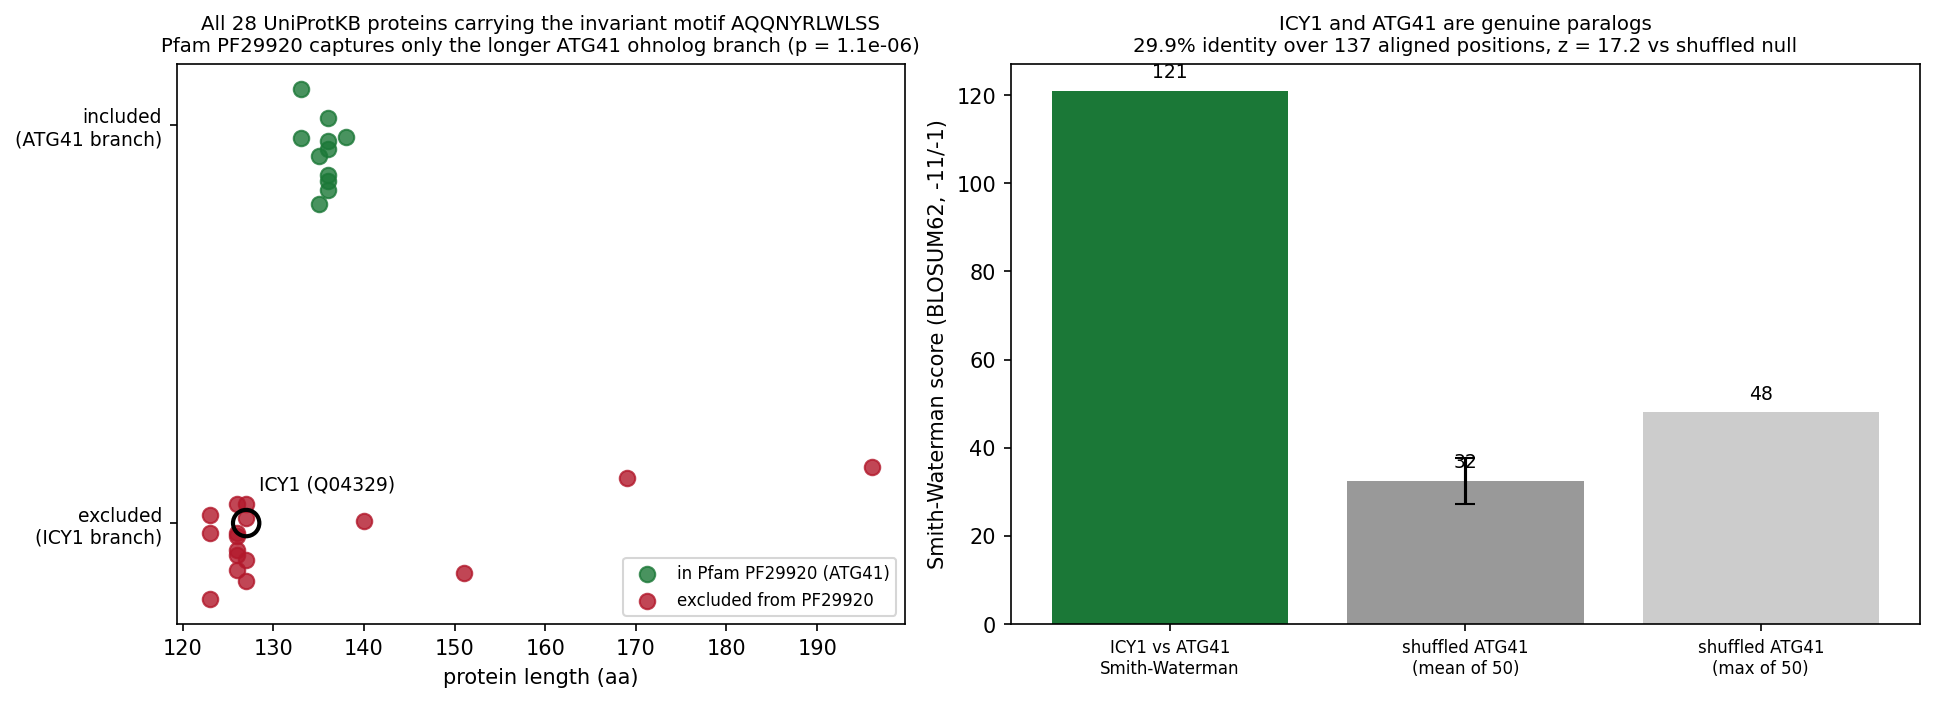 All 28 UniProtKB proteins carrying the invariant motif AQQNYRLWLSS
Pfam PF29920 captures only the longer ATG41 ohnolog branch (p = 1.1e-06)
included
(ATG41 branch)
ICY1 (Q04329)
excluded
(ICY1 branch)
in Pfam PF29920 (ATG41)
excluded from PF29920
120 130 140 150 160 170 180 190
protein length (aa)
ICY1 and ATG41 are genuine paralogs
29.9% identity over 137 aligned positions, z = 17.2 vs shuffled null
Smith-Waterman score (BLOSUM62, -11/-1)
120
100
80
60
40
20
0
121
32
48
ICY1 vs ATG41
Smith-Waterman
shuffled ATG41
(mean of 50)
shuffled ATG41
(max of 50)